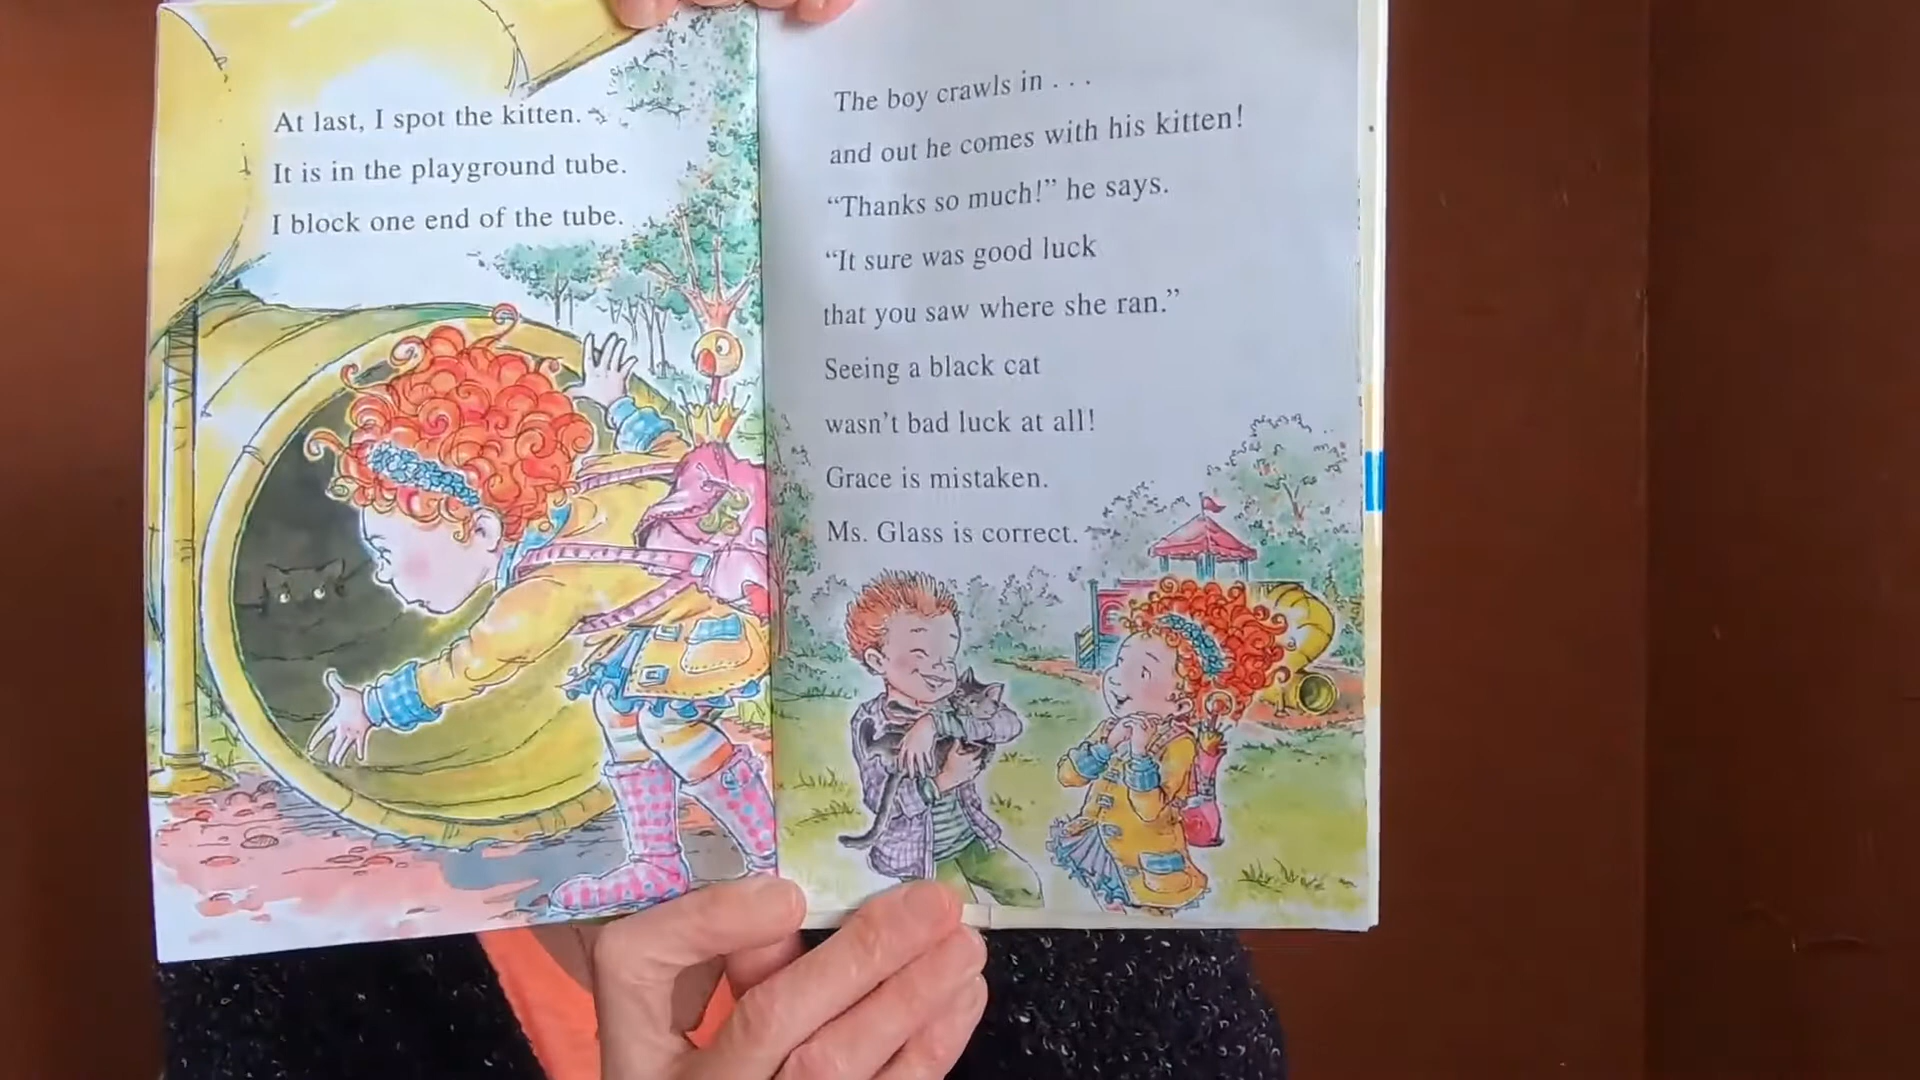 At last, I spot the kitten.
It is in the playground tube.
I block one end of the tube.
The boy crawls in . . .
and out he comes with his kitten!
“Thanks so much!” he says.
“It sure was good luck
that you saw where she ran.”
Seeing a black cat
wasn’t bad luck at all!
Grace is mistaken.
Ms. Glass is correct.